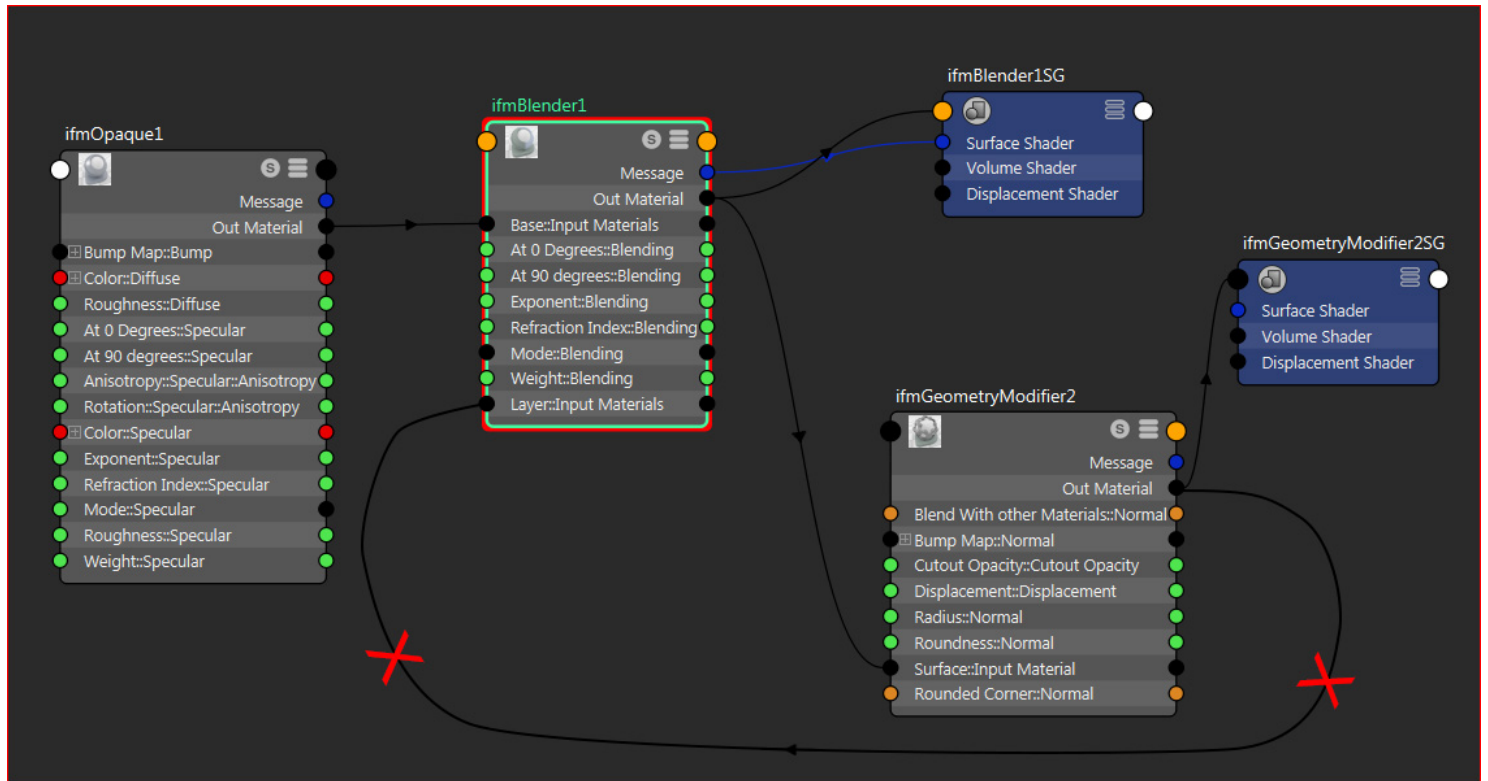 ifmOpaque1
S
Message
Out Material
Bump Map::Bump
Color::Diffuse
Roughness::Diffuse
At 0 Degrees::Specular
At 90 degrees::Specular
Anisotropy::Specular::Anisotropy
Rotation::Specular::Anisotropy
Color::Specular
Exponent::Specular
Refraction Index::Specular
Mode::Specular
Roughness::Specular
Weight::Specular
ifmBlender1
S
Message
Out Material
Base::Input Materials
At 0 Degrees::Blending
At 90 degrees::Blending
Exponent::Blending
Refraction Index::Blending
Mode::Blending
Weight::Blending
Layer::Input Materials
ifmBlender1SG
Surface Shader
Volume Shader
Displacement Shader
ifmGeometryModifier2
S
Message
Out Material
Blend With other Materials::Normal
Bump Map::Normal
Cutout Opacity::Cutout Opacity
Displacement::Displacement
Radius::Normal
Roundness::Normal
Surface::Input Material
Rounded Corner::Normal
ifmGeometryModifier2SG
Surface Shader
Volume Shader
Displacement Shader